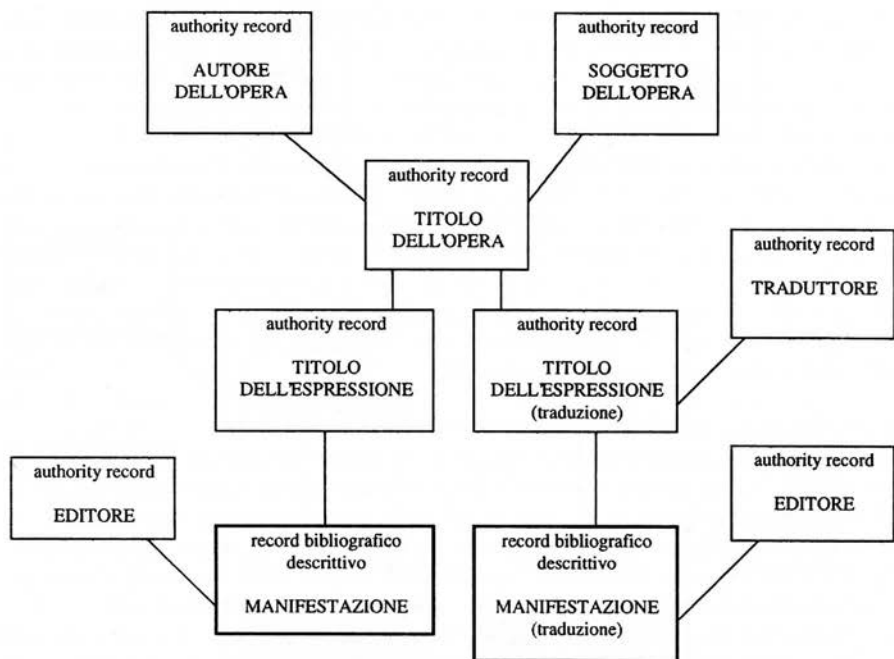 authority record
AUTORE
DELL'OPERA
authority record
SOGGETTO
DELL'OPERA
authority record
TITOLO
DELL'OPERA
authority record
TRADUTTORE
authority record
TITOLO
DELL'ESPRESSIONE
authority record
TITOLO
DELL'ESPRESSIONE
(traduzione)
authority record
EDITORE
authority record
EDITORE
record bibliografico
descrittivo
MANIFESTAZIONE
record bibliografico
descrittivo
MANIFESTAZIONE
(traduzione)